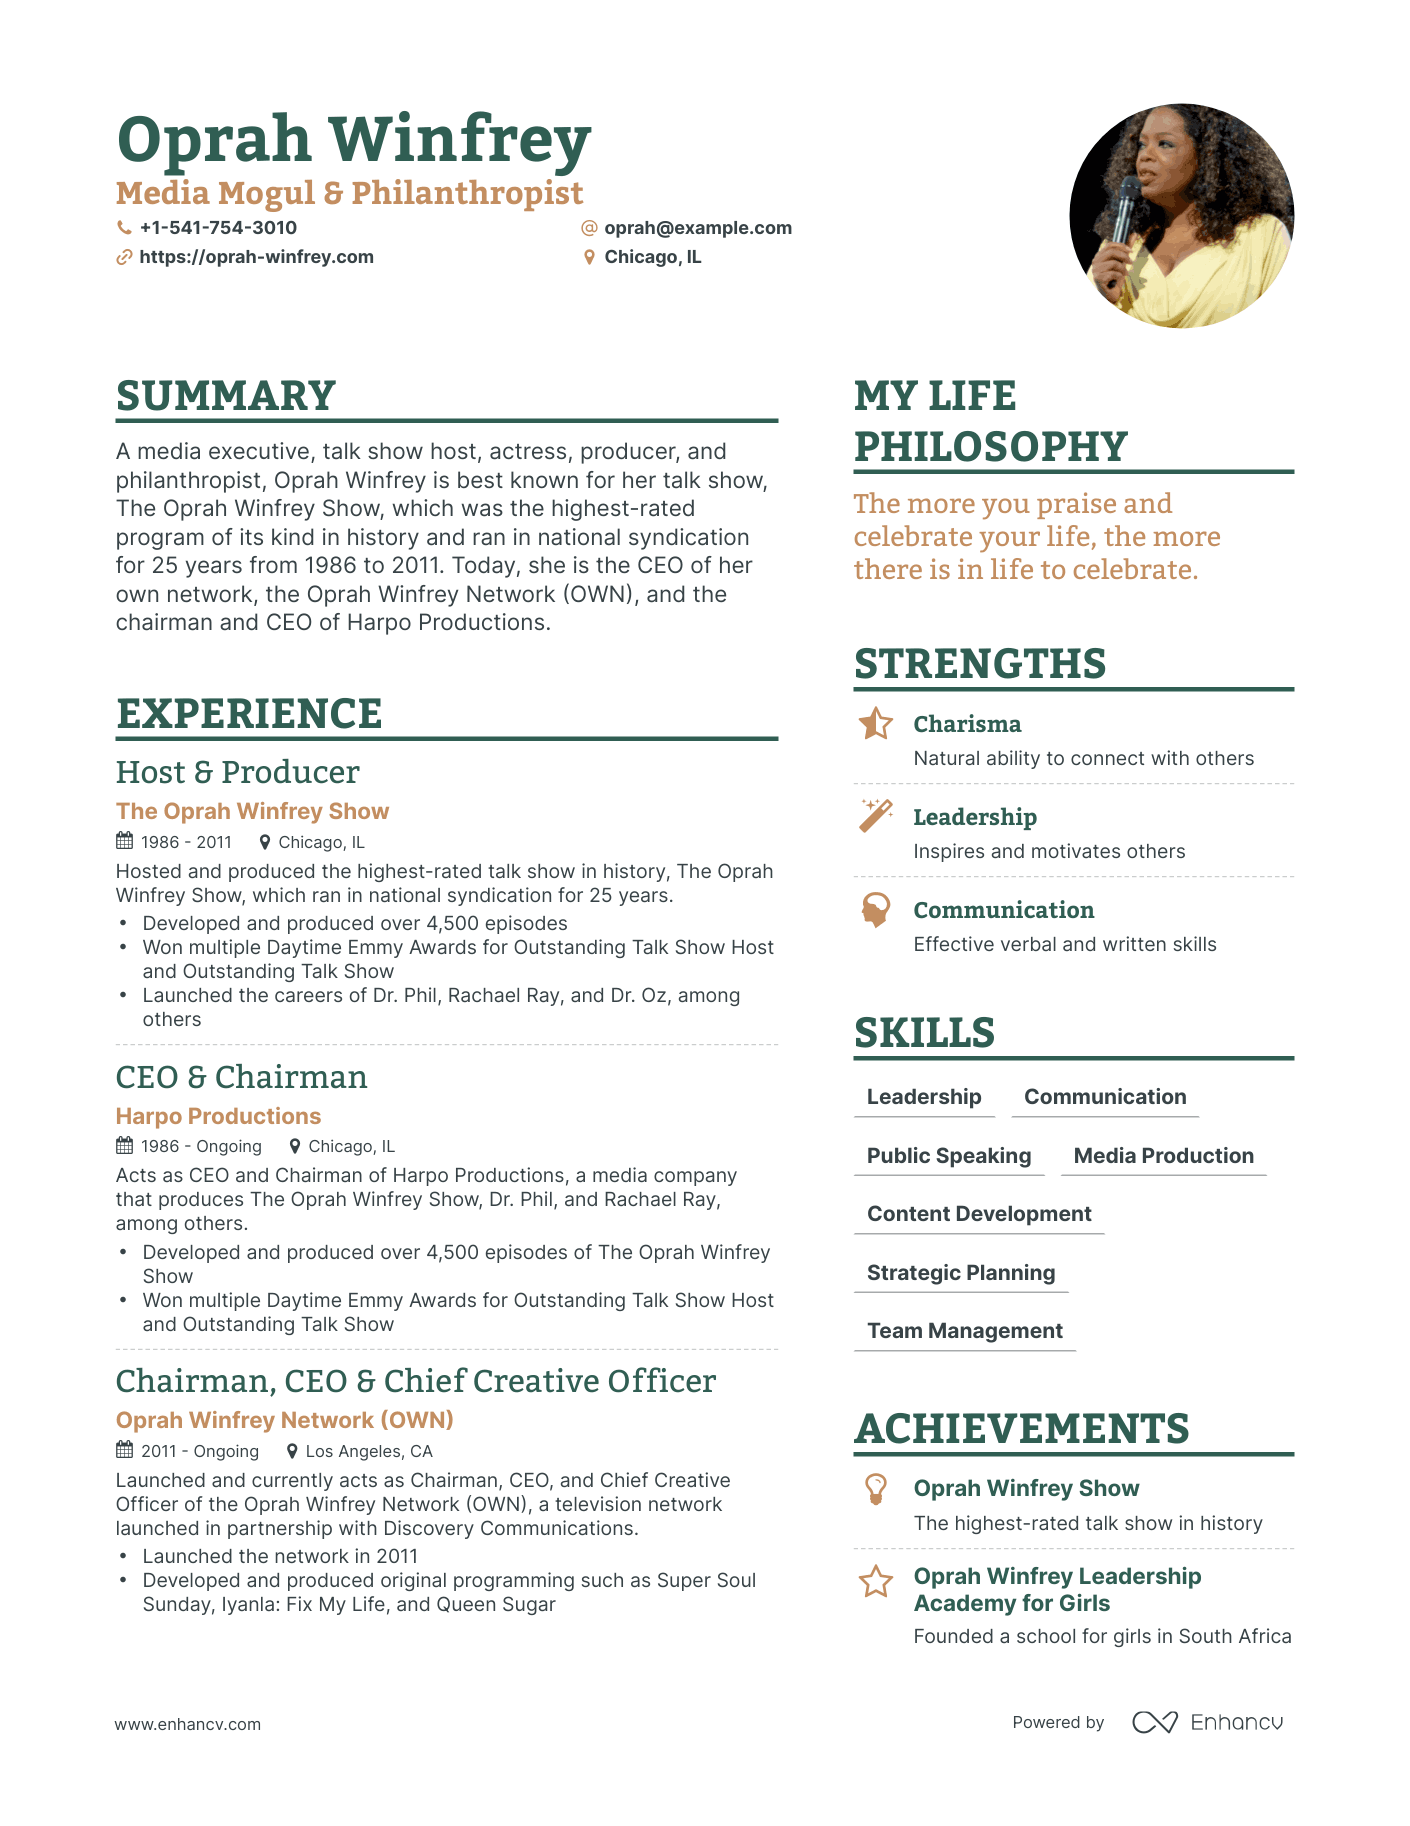 Oprah Winfrey
Media Mogul & Philanthropist
+1-541-754-3010
oprah@example.com
https://oprah-winfrey.com
Chicago, IL
SUMMARY
A media executive, talk show host, actress, producer, and
philanthropist, Oprah Winfrey is best known for her talk show,
The Oprah Winfrey Show, which was the highest-rated
program of its kind in history and ran in national syndication
for 25 years from 1986 to 2011. Today, she is the CEO of her
own network, the Oprah Winfrey Network (OWN), and the
chairman and CEO of Harpo Productions.
EXPERIENCE
Host & Producer
The Oprah Winfrey Show
1986 - 2011 Chicago, IL
Hosted and produced the highest-rated talk show in history, The Oprah
Winfrey Show, which ran in national syndication for 25 years.
• Developed and produced over 4,500 episodes
• Won multiple Daytime Emmy Awards for Outstanding Talk Show Host
and Outstanding Talk Show
• Launched the careers of Dr. Phil, Rachael Ray, and Dr. Oz, among
others
CEO & Chairman
Harpo Productions
1986 - Ongoing Chicago, IL
Acts as CEO and Chairman of Harpo Productions, a media company
that produces The Oprah Winfrey Show, Dr. Phil, and Rachael Ray,
among others.
• Developed and produced over 4,500 episodes of The Oprah Winfrey
Show
• Won multiple Daytime Emmy Awards for Outstanding Talk Show Host
and Outstanding Talk Show
Chairman, CEO & Chief Creative Officer
Oprah Winfrey Network (OWN)
2011 - Ongoing Los Angeles, CA
Launched and currently acts as Chairman, CEO, and Chief Creative
Officer of the Oprah Winfrey Network (OWN), a television network
launched in partnership with Discovery Communications.
• Launched the network in 2011
• Developed and produced original programming such as Super Soul
Sunday, Iyanla: Fix My Life, and Queen Sugar
MY LIFE
PHILOSOPHY
The more you praise and
celebrate your life, the more
there is in life to celebrate.
STRENGTHS
Charisma
Natural ability to connect with others
Leadership
Inspires and motivates others
Communication
Effective verbal and written skills
SKILLS
Leadership Communication
Public Speaking Media Production
Content Development
Strategic Planning
Team Management
ACHIEVEMENTS
Oprah Winfrey Show
The highest-rated talk show in history
Oprah Winfrey Leadership
Academy for Girls
Founded a school for girls in South Africa
www.enhancv.com
Powered by Enhancv